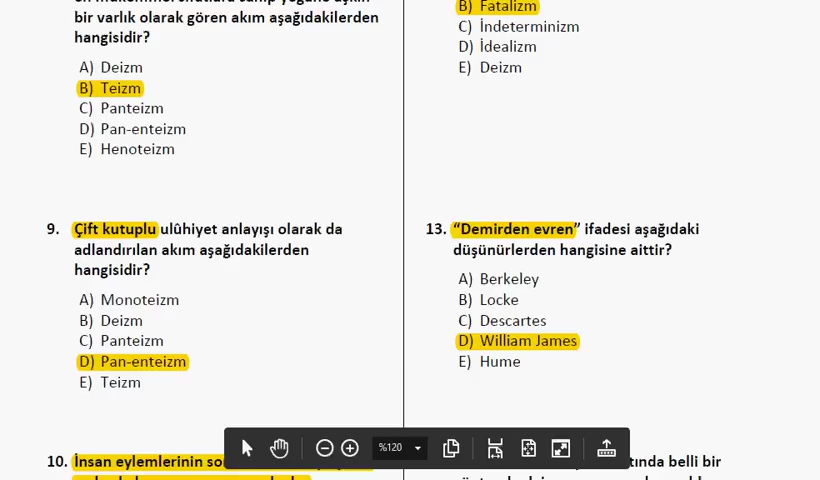 bir varlık olarak gören akım aşağıdakilerden
hangisidir?
A) Deizm
B) Teizm
C) Panteizm
D) Pan-enteizm
E) Henoteizm
9. Çift kutuplu ulûhiyet anlayışı olarak da
adlandırılan akım aşağıdakilerden
hangisidir?
A) Monoteizm
B) Deizm
C) Panteizm
D) Pan-enteizm
E) Teizm
10. İnsan eylemlerinin
B) Fatalizm
C) İndeterminizm
D) İdealizm
E) Deizm
13. “Demirden evren” ifadesi aşağıdaki
düşünürlerden hangisine aittir?
A) Berkeley
B) Locke
C) Descartes
D) William James
E) Hume
belli bir
%120